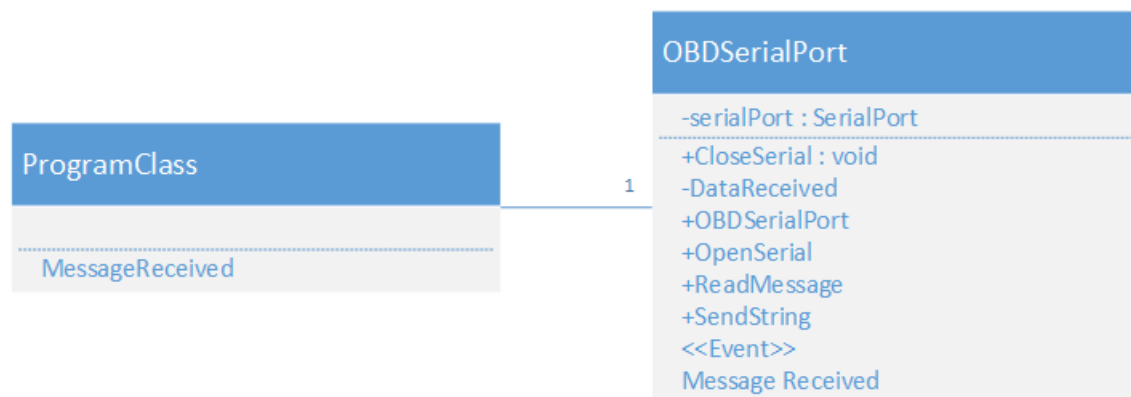 ProgramClass
MessageReceived
1
OBDSerialPort
-serialPort : SerialPort
+CloseSerial : void
-DataReceived
+OBDSerialPort
+OpenSerial
+ReadMessage
+SendString
<<Event>>
Message Received